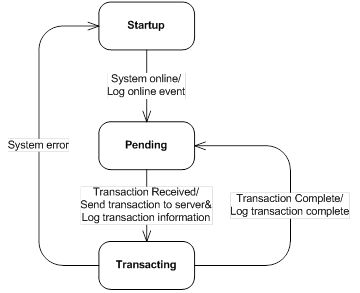 Startup
System online/
Log online event
Pending
System error
Transaction Received/
Send transaction to server&
Log transaction information
Transaction Complete/
Log transaction complete
Transacting